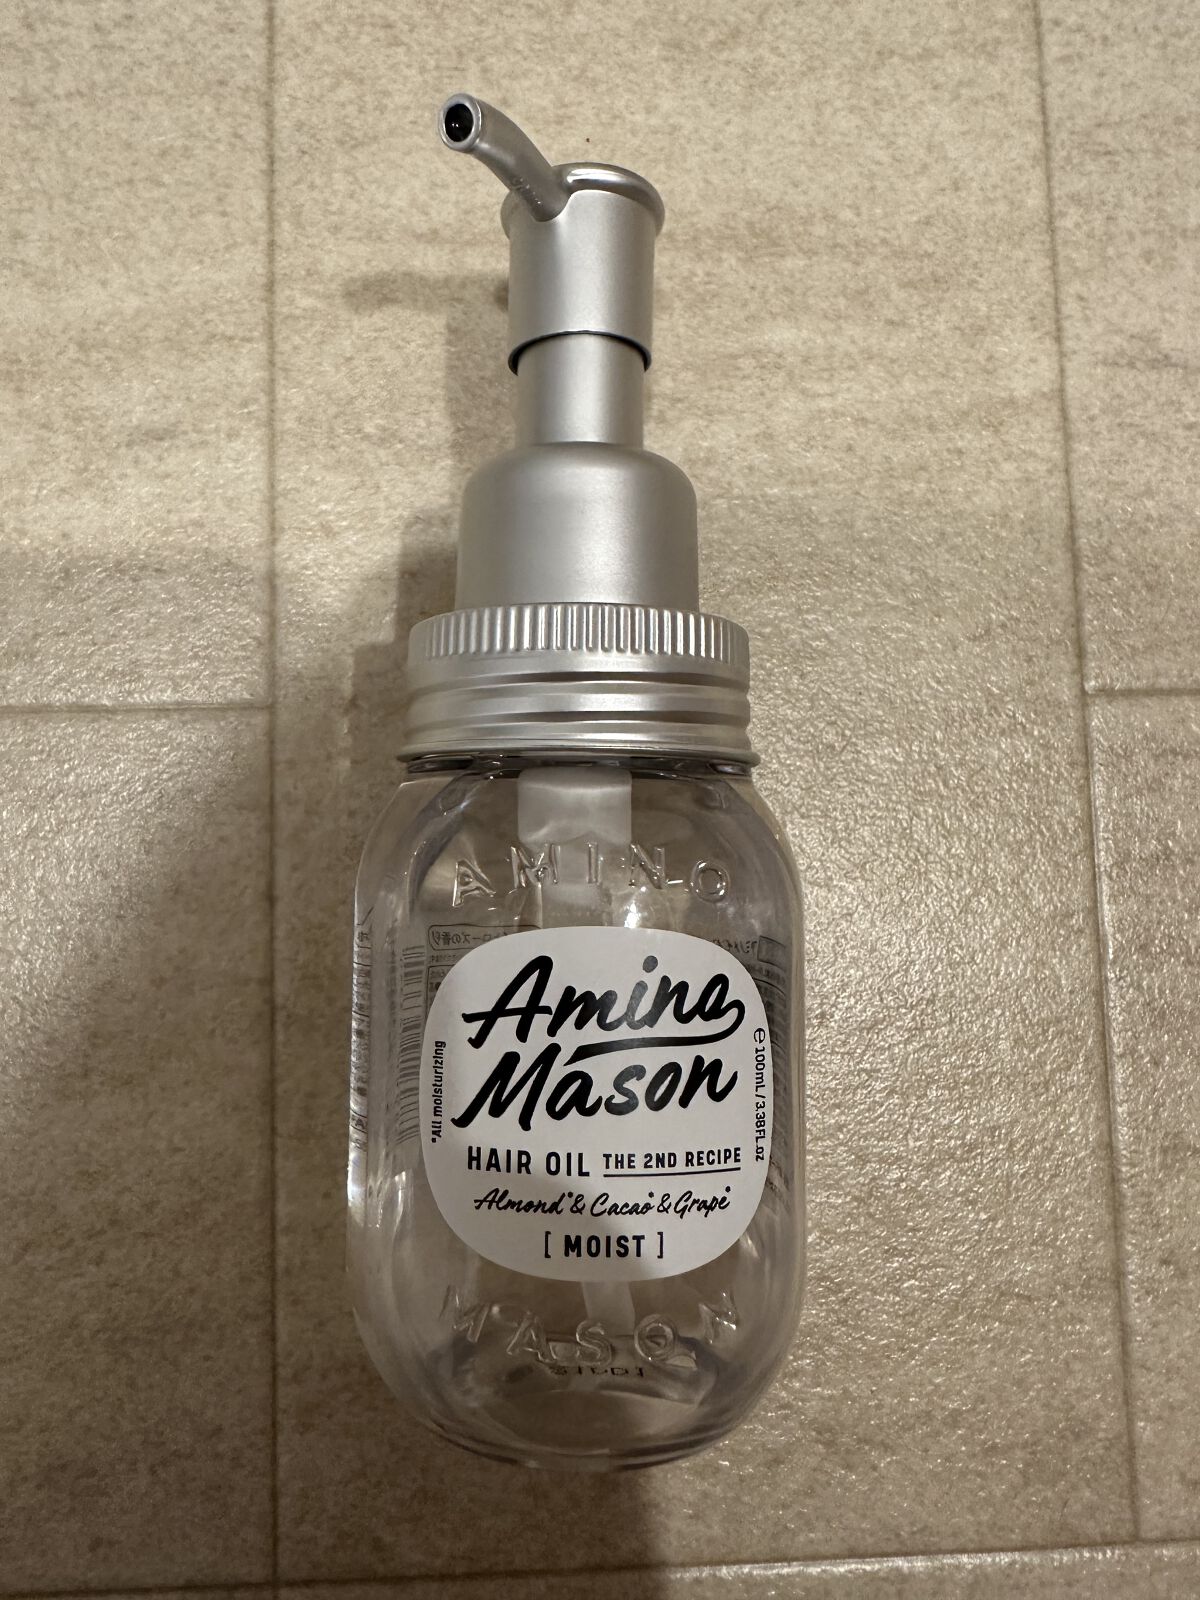 AMINO
Amino
Mason
*All moisturizing
℮ 100mL / 3.38FL.oz
HAIR OIL THE 2ND RECIPE
Almond* & Cacao* & Grape*
[ MOIST ]
MASON